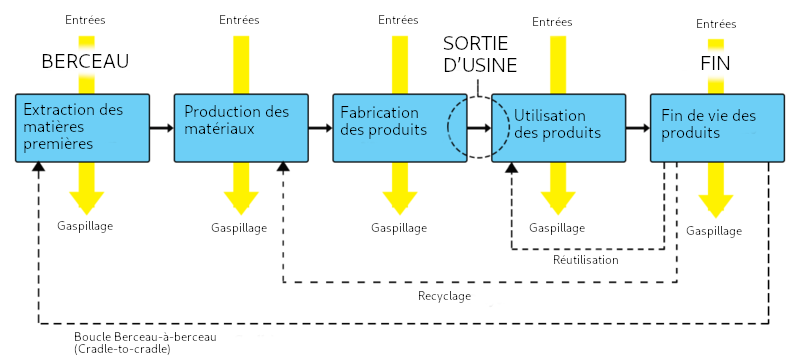 Entrées
Entrées
Entrées
Entrées
Entrées
BERCEAU
SORTIE
D’USINE
FIN
Extraction des
matières
premières
Production des
matériaux
Fabrication
des produits
Utilisation
des produits
Fin de vie des
produits
Gaspillage
Gaspillage
Gaspillage
Gaspillage
Gaspillage
Réutilisation
Recyclage
Boucle Berceau-à-berceau
(Cradle-to-cradle)